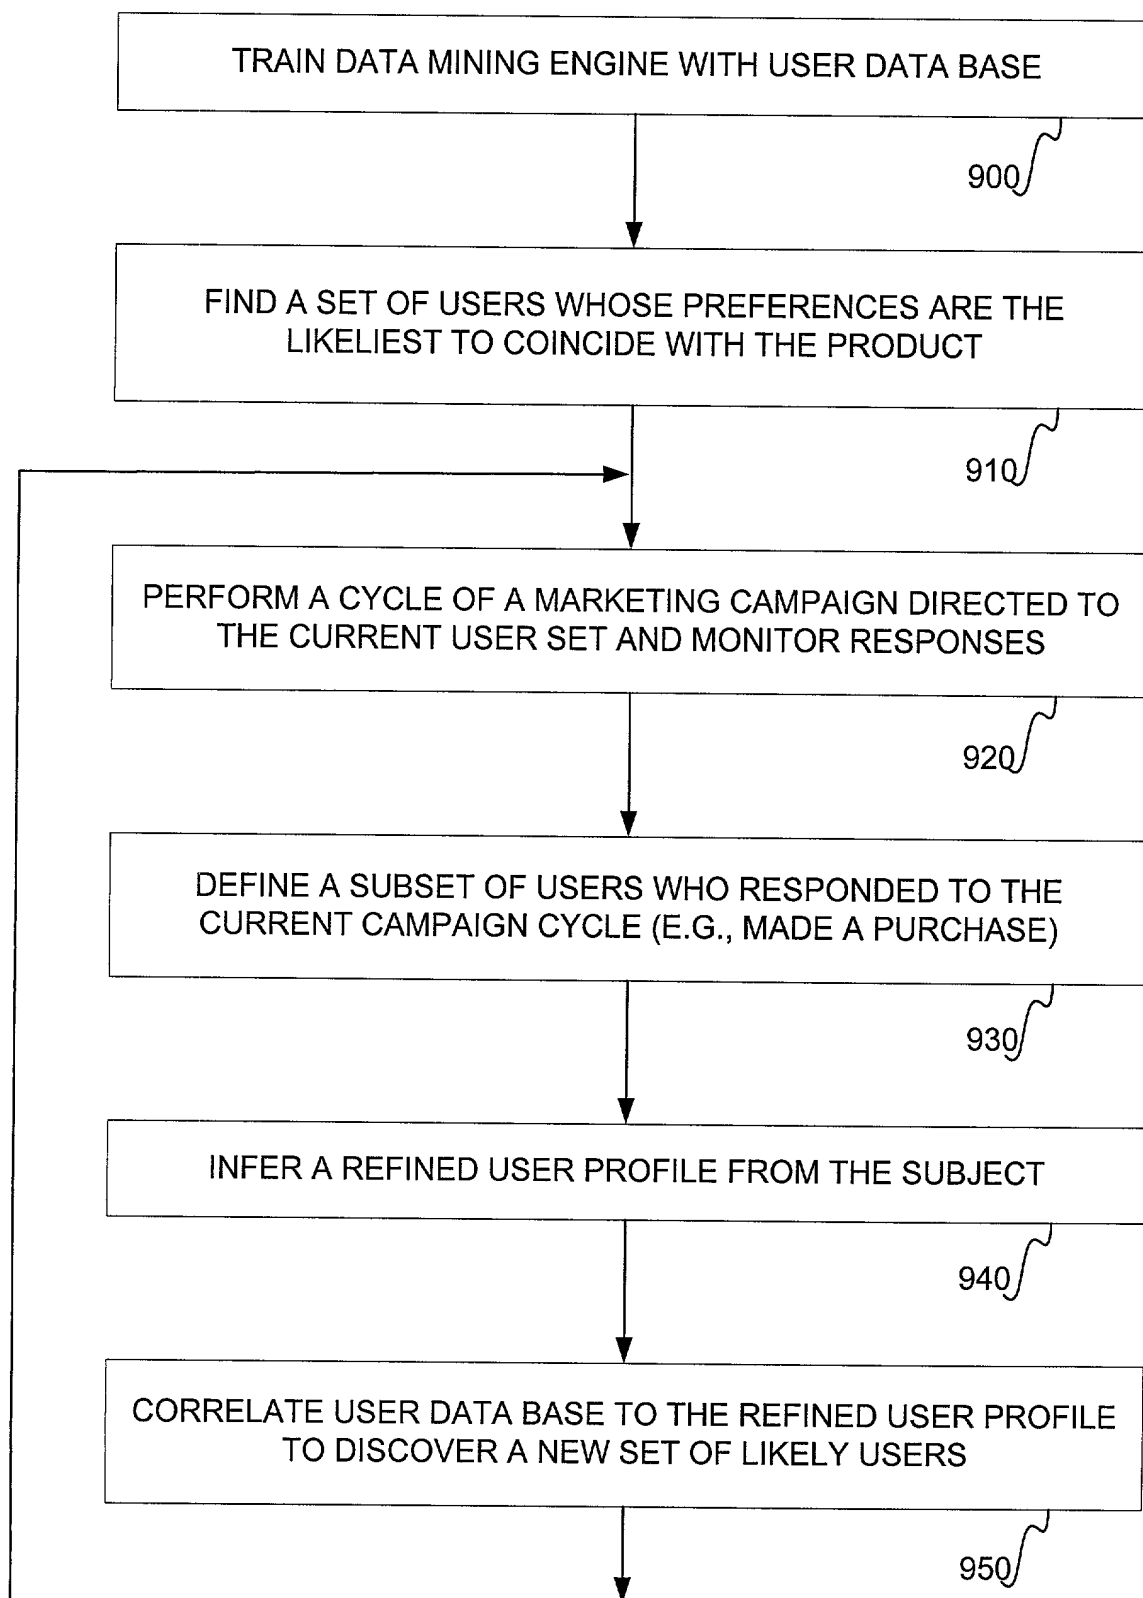 TRAIN DATA MINING ENGINE WITH USER DATA BASE
900
FIND A SET OF USERS WHOSE PREFERENCES ARE THE
LIKELIEST TO COINCIDE WITH THE PRODUCT
910
PERFORM A CYCLE OF A MARKETING CAMPAIGN DIRECTED TO
THE CURRENT USER SET AND MONITOR RESPONSES
920
DEFINE A SUBSET OF USERS WHO RESPONDED TO THE
CURRENT CAMPAIGN CYCLE (E.G., MADE A PURCHASE)
930
INFER A REFINED USER PROFILE FROM THE SUBJECT
940
CORRELATE USER DATA BASE TO THE REFINED USER PROFILE
TO DISCOVER A NEW SET OF LIKELY USERS
950